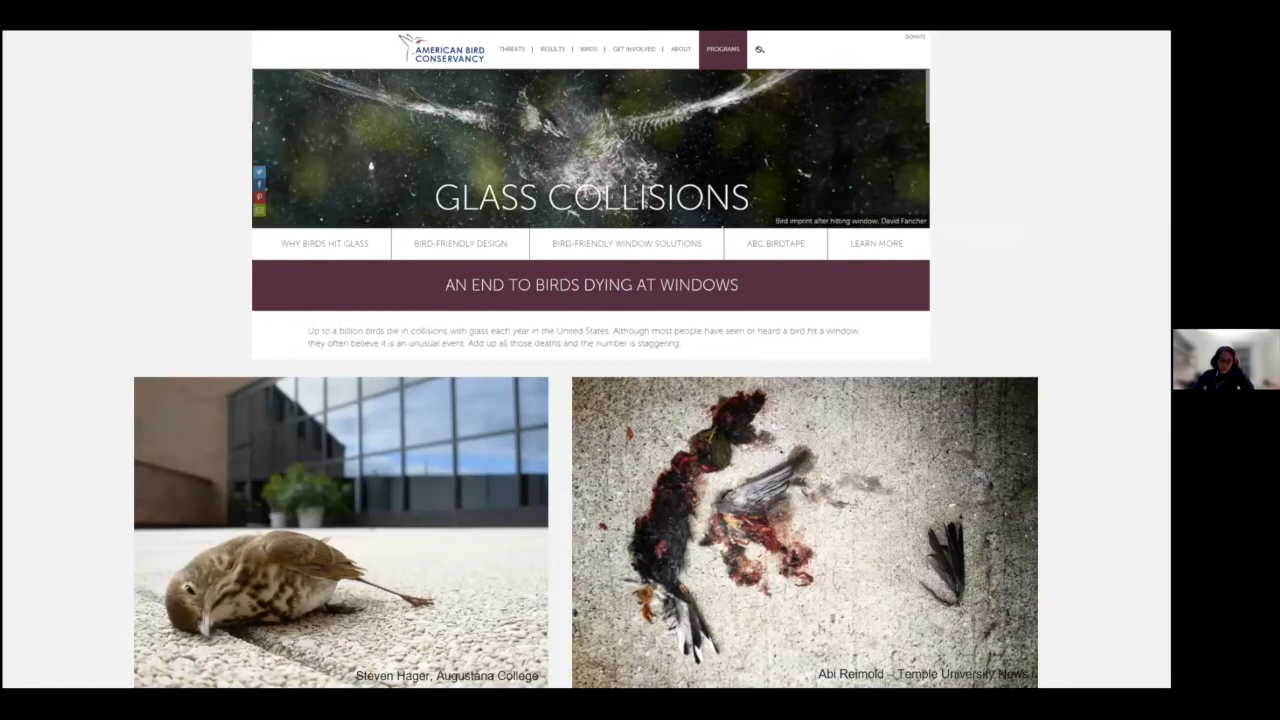 DONATE
AMERICAN BIRD
CONSERVANCY
THREATS | RESULTS | BIRDS | GET INVOLVED | ABOUT PROGRAMS
GLASS COLLISIONS
Bird imprint after hitting window, David Fancher
WHY BIRDS HIT GLASS BIRD-FRIENDLY DESIGN BIRD-FRIENDLY WINDOW SOLUTIONS ABC BIRDTAPE LEARN MORE
AN END TO BIRDS DYING AT WINDOWS
Up to a billion birds die in collisions with glass each year in the United States. Although most people have seen or heard a bird hit a window,
they often believe it is an unusual event. Add up all those deaths and the number is staggering.
Steven Hager, Augustana College
Abi Reimold – Temple University News